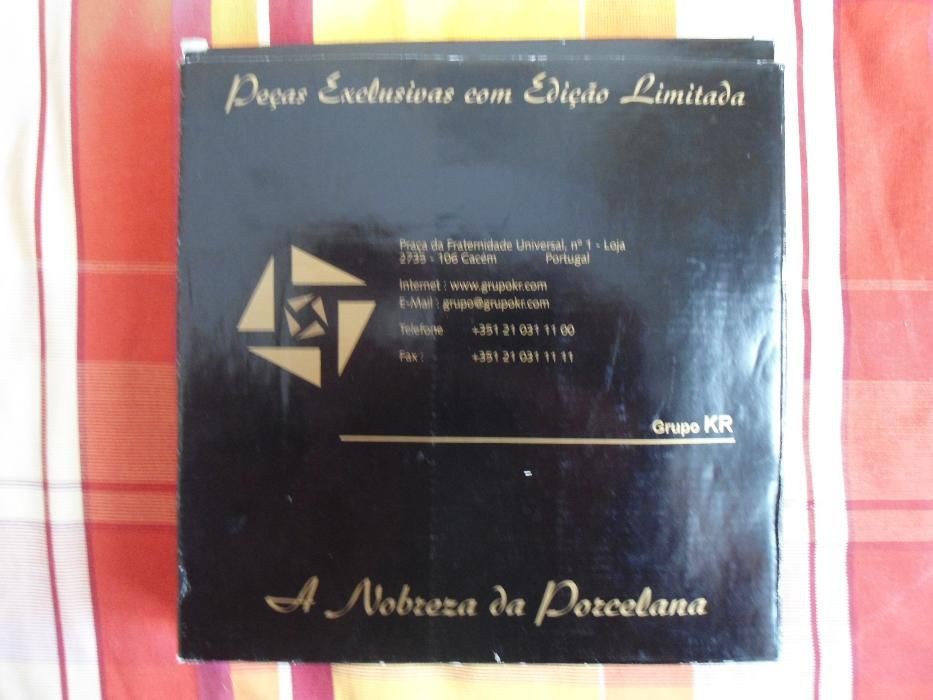 Peças Exclusivas com Edição Limitada
Praça da Fraternidade Universal, nº 1 - Loja
2735 - 106 Cacém Portugal
Internet : www.grupokr.com
E-Mail : grupo@grupokr.com
Telefone +351 21 031 11 00
Fax : +351 21 031 11 11
Grupo KR
A Nobreza da Porcelana